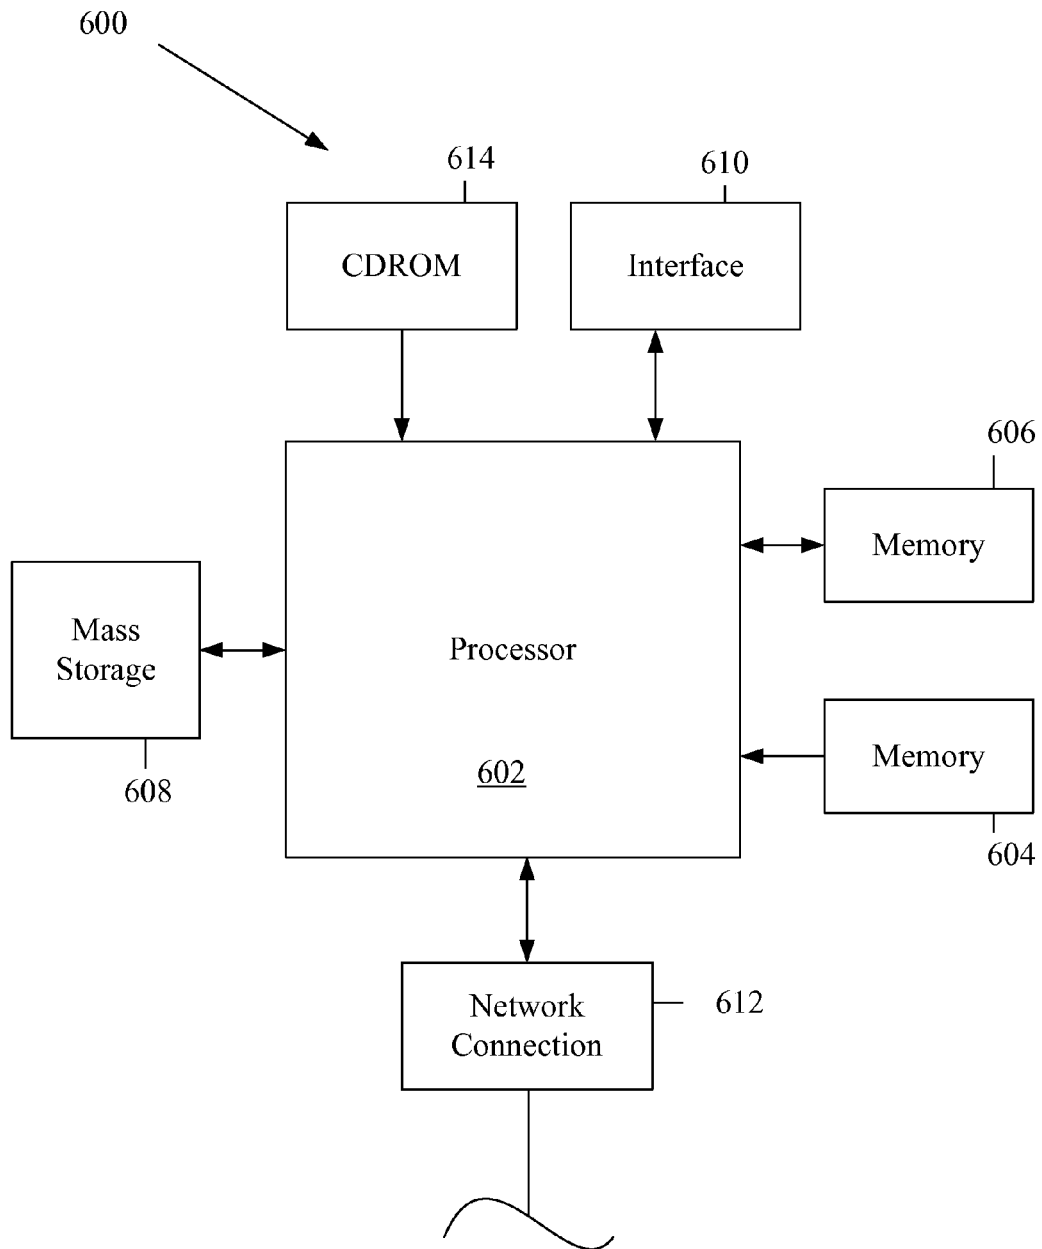 600
614
610
CDROM
Interface
606
Memory
Mass
Storage
608
Processor
602
Memory
604
Network
Connection
612